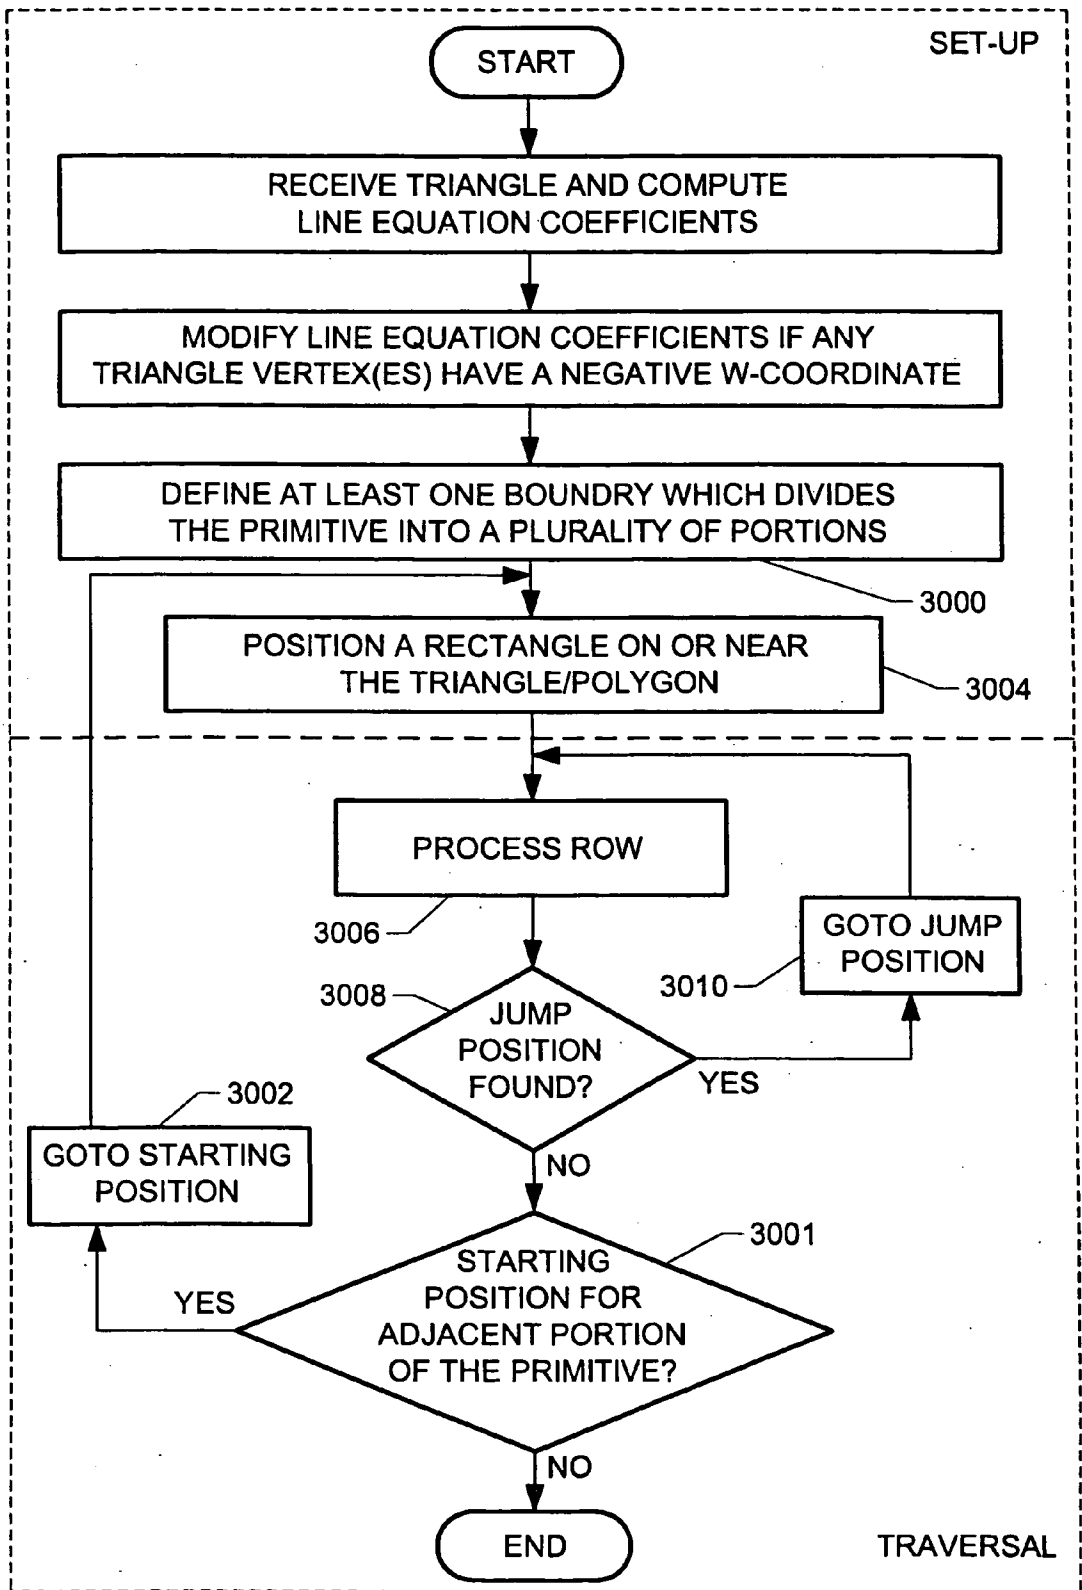 SET-UP
START
RECEIVE TRIANGLE AND COMPUTE
LINE EQUATION COEFFICIENTS
MODIFY LINE EQUATION COEFFICIENTS IF ANY
TRIANGLE VERTEX(ES) HAVE A NEGATIVE W-COORDINATE
DEFINE AT LEAST ONE BOUNDRY WHICH DIVIDES
THE PRIMITIVE INTO A PLURALITY OF PORTIONS
3000
POSITION A RECTANGLE ON OR NEAR
THE TRIANGLE/POLYGON
3004
PROCESS ROW
3006
GOTO JUMP
POSITION
3010
3008
JUMP
POSITION
FOUND?
YES
NO
3002
GOTO STARTING
POSITION
3001
STARTING
POSITION FOR
ADJACENT PORTION
OF THE PRIMITIVE?
YES
NO
END
TRAVERSAL